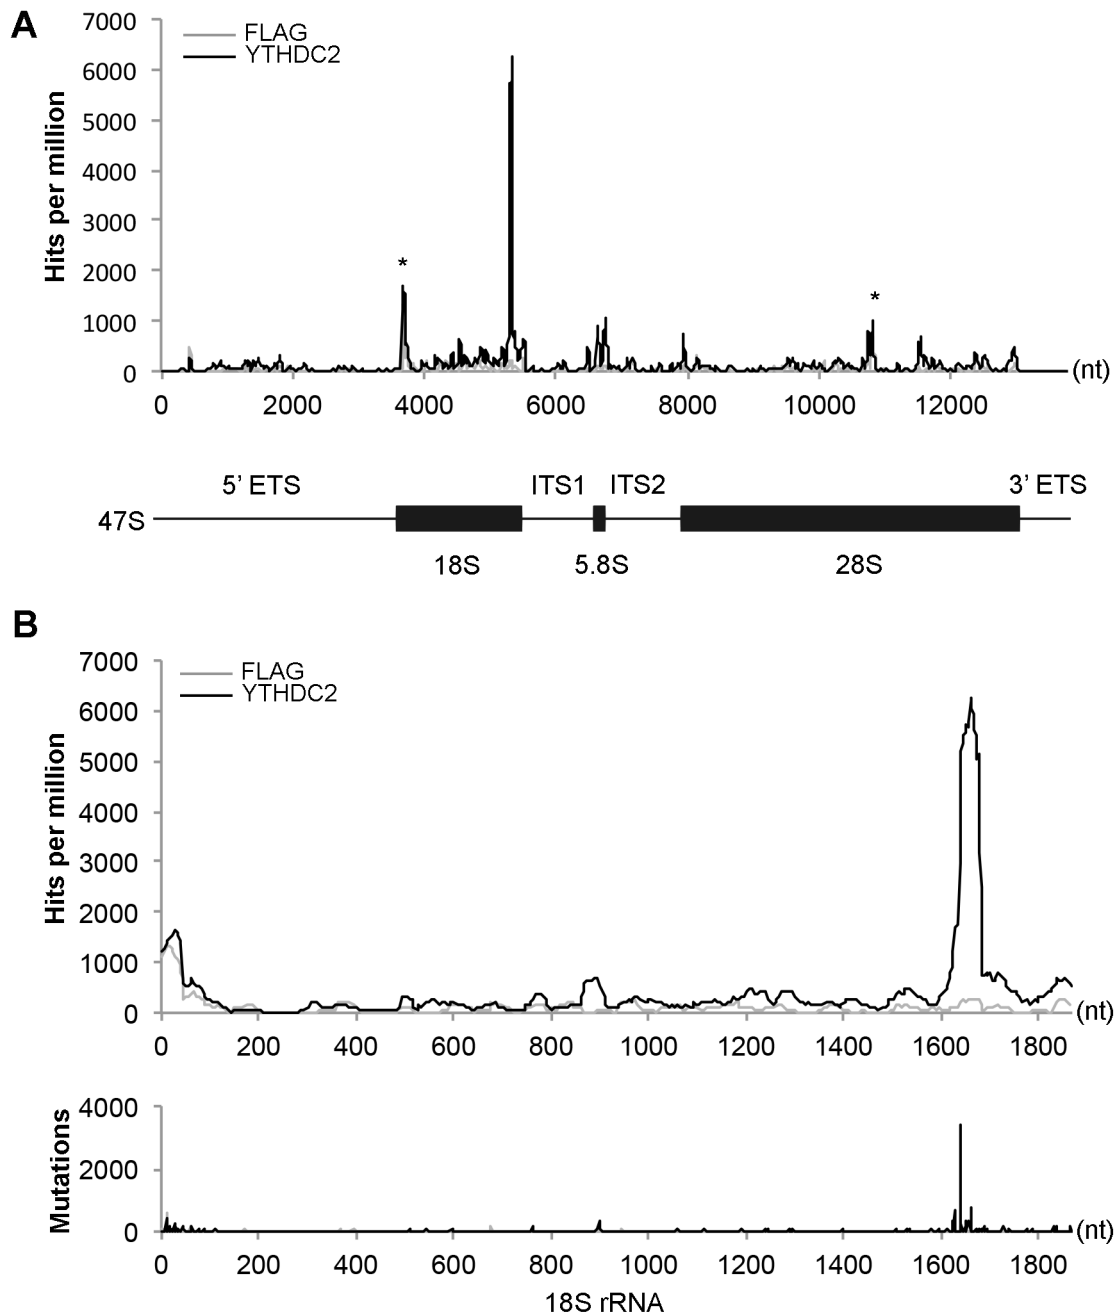 A
7000
6000
5000
4000
3000
2000
1000
0
Hits per million
FLAG
YTHDC2
*
*
0 2000 4000 6000 8000 10000 12000 (nt)
5’ ETS ITS1 ITS2 3’ ETS
47S
18S 5.8S 28S
B
7000
6000
5000
4000
3000
2000
1000
0
Hits per million
FLAG
YTHDC2
0 200 400 600 800 1000 1200 1400 1600 1800 (nt)
4000
2000
0
Mutations
0 200 400 600 800 1000 1200 1400 1600 1800 (nt)
18S rRNA